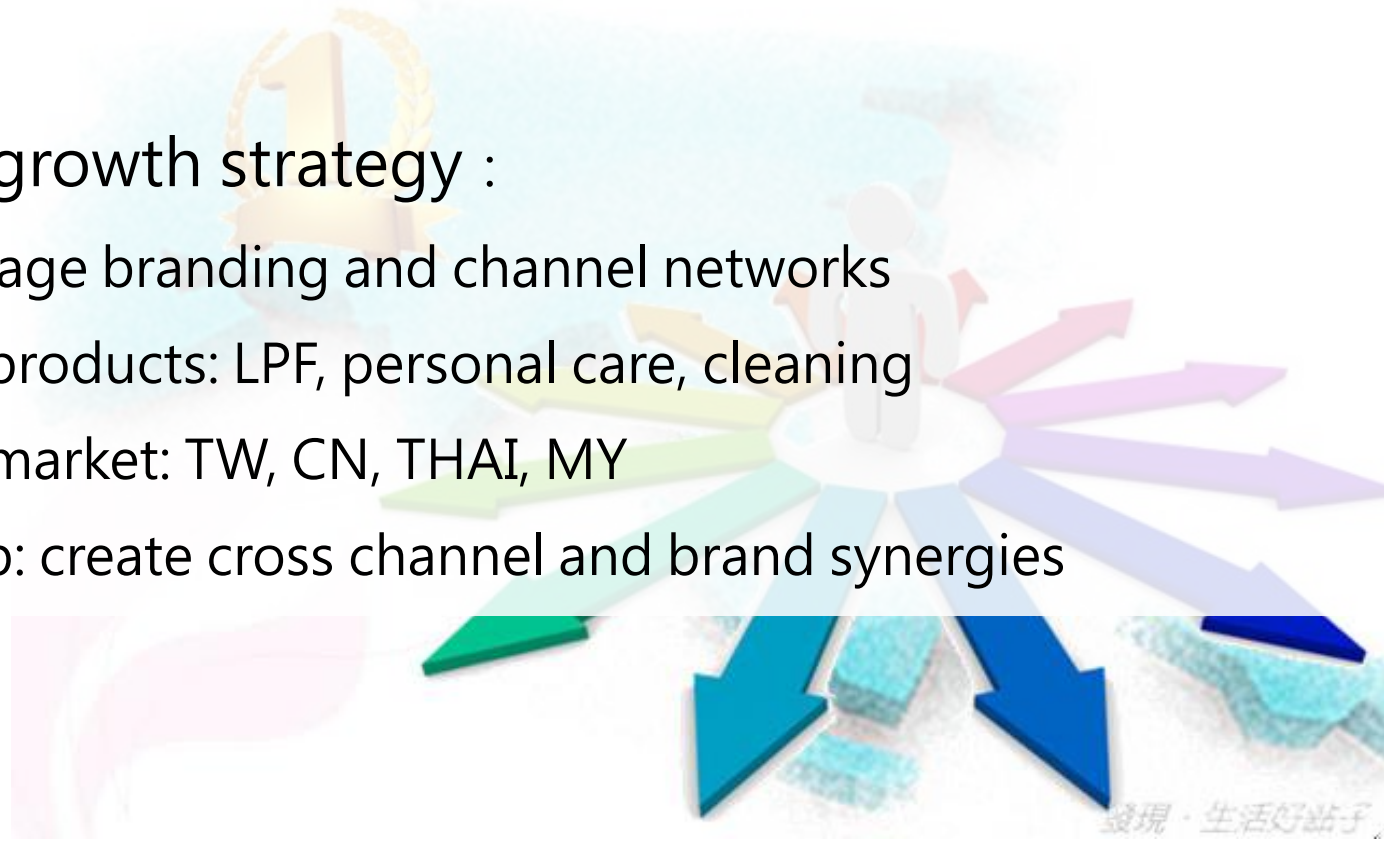 growth strategy：
age branding and channel networks
products: LPF, personal care, cleaning
market: TW, CN, THAI, MY
: create cross channel and brand synergies
1
發現．生活好點子